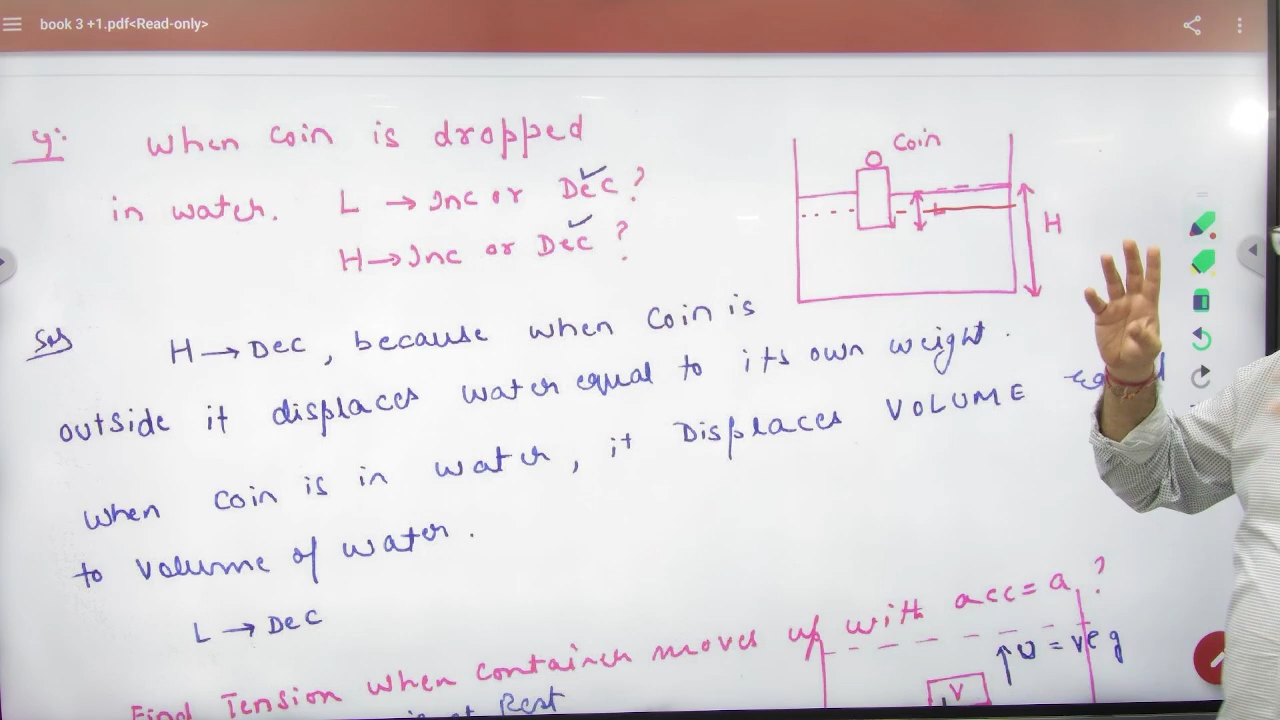 book 3 +1.pdf<Read-only>
When coin is dropped
in water. L → Inc or Dec ?
H → Inc or Dec ?
Coin
H
Sol
H → Dec, because when coin is
outside it displaces water equal to its own weight.
When coin is in water, it Displaces VOLUME
to volume of water.
L → Dec
Find Tension when container moves up with acc = a ?
is at Rest
V